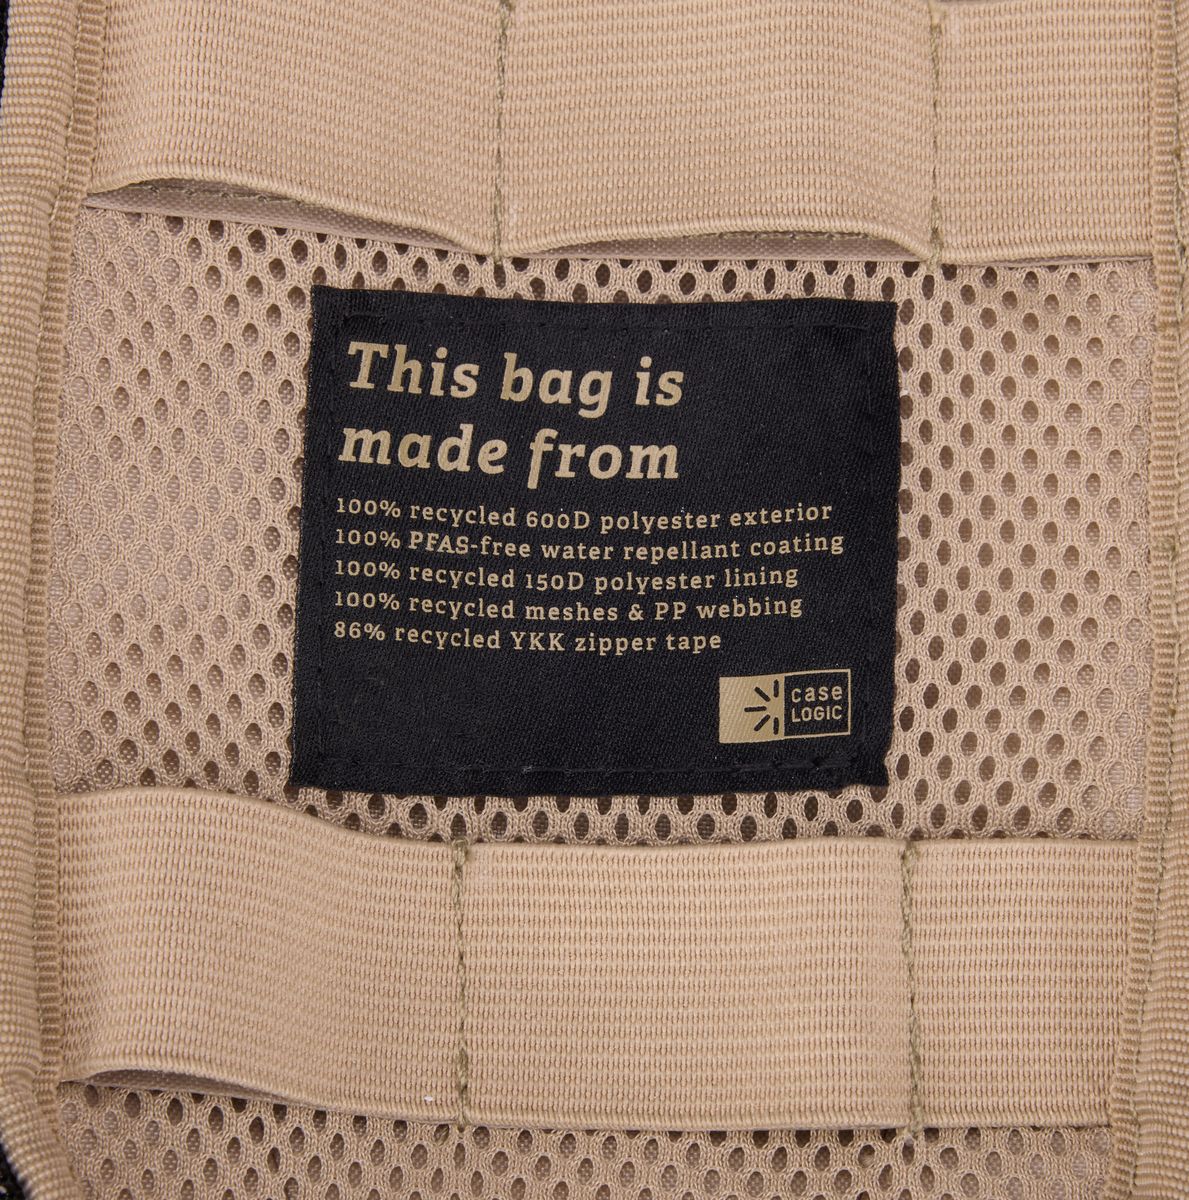 This bag is
made from
100% recycled 600D polyester exterior
100% PFAS-free water repellant coating
100% recycled 150D polyester lining
100% recycled meshes & PP webbing
86% recycled YKK zipper tape
case
LOGIC